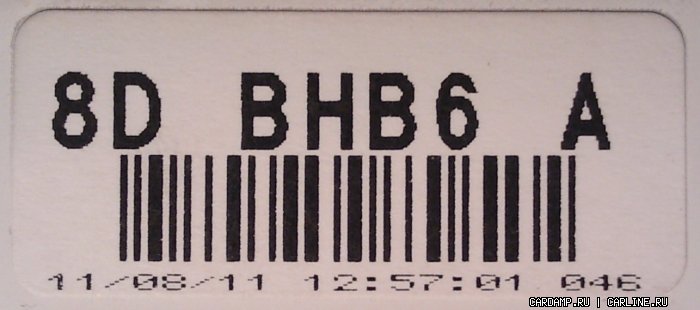 8D BHB6 A
11/08/11 12:57:01 046
CARDAMP.RU | CARLINE.RU